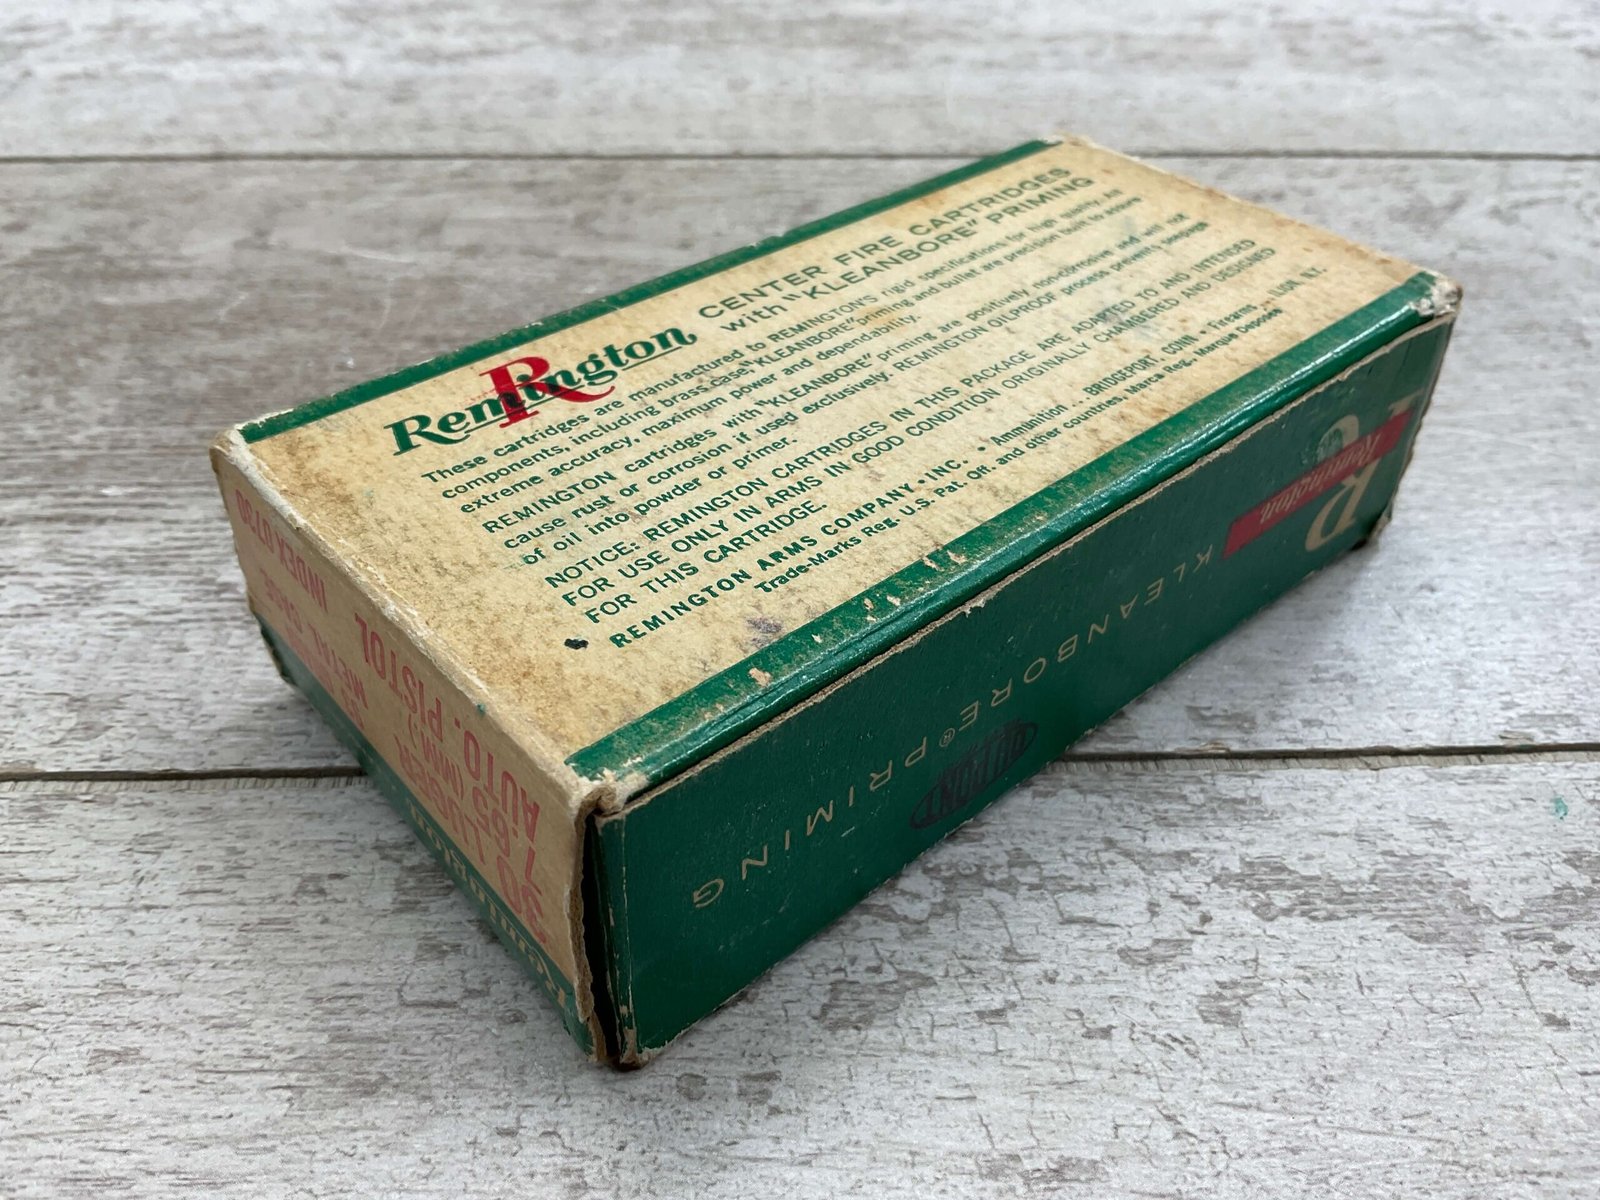 Remington
CENTER FIRE CARTRIDGES
with "KLEANBORE" PRIMING
These cartridges are manufactured to REMINGTON'S rigid specifications for high quality. All
components, including brass case, "KLEANBORE" priming and bullet are precision built to assure
extreme accuracy, maximum power and dependability.
REMINGTON cartridges with "KLEANBORE" priming are positively non-corrosive and will not
cause rust or corrosion if used exclusively. REMINGTON OILPROOF process prevents seepage
of oil into powder or primer.
NOTICE: REMINGTON CARTRIDGES IN THIS PACKAGE ARE ADAPTED TO AND INTENDED
FOR USE ONLY IN ARMS IN GOOD CONDITION ORIGINALLY CHAMBERED AND DESIGNED
FOR THIS CARTRIDGE.
REMINGTON ARMS COMPANY, INC. • Ammunition . . . BRIDGEPORT, CONN. • Firearms . . . ILION, N.Y.
Trade-Marks Reg. U.S. Pat. Off. and other countries, Marca Reg. Marque Deposée
Remington
30 LUGER
7.65 (MM.)
AUTO. PISTOL
METAL CASE
INDEX 0730
Remington
KLEANBORE® PRIMING
DUPONT